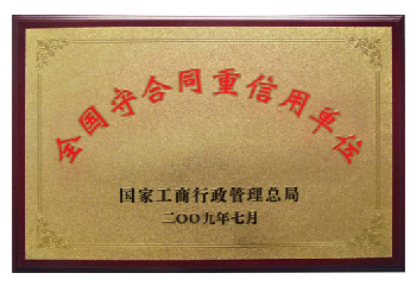 全国守合同重信用单位
国家工商行政管理总局
二〇〇九年七月